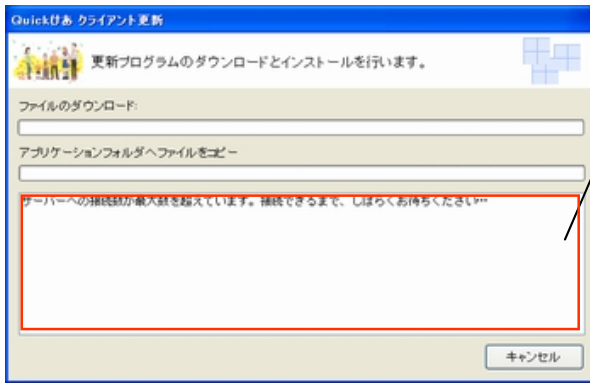 Quickけあ クライアント更新
更新プログラムのダウンロードとインストールを行います。
ファイルのダウンロード:
アプリケーションフォルダへファイルをコピー
サーバーへの接続数が最大数を超えています。接続できるまで、しばらくお待ちください…
キャンセル